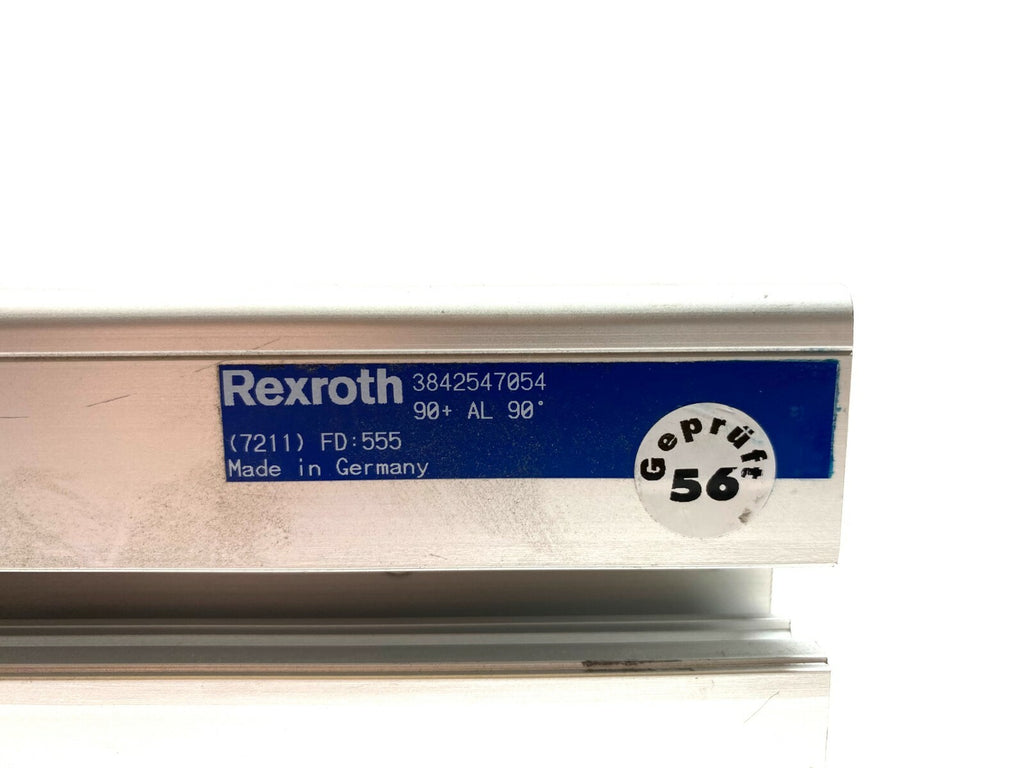 Rexroth 3842547054
90+ AL 90°
(7211) FD:555
Made in Germany
Geprüft
56